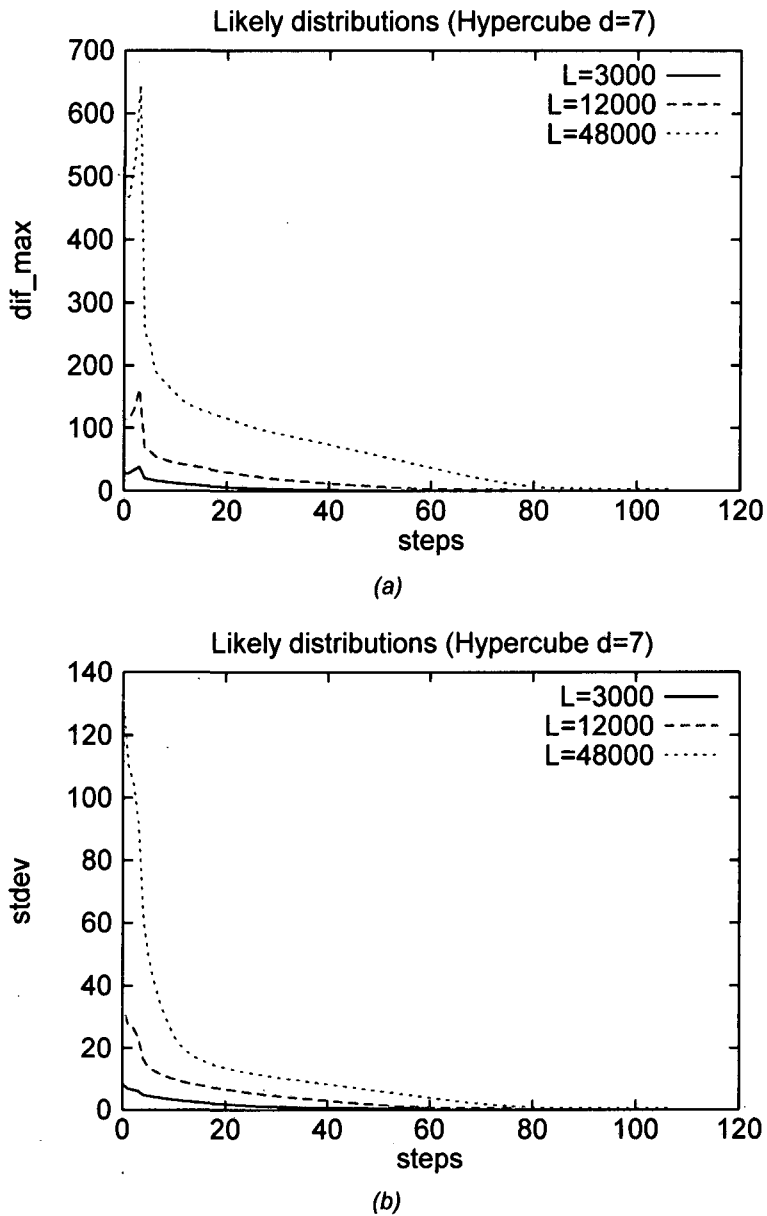 Likely distributions (Hypercube d=7)
700
600
500
400
300
200
100
0
dif_max
L=3000
L=12000
L=48000
0 20 40 60 80 100 120
steps
(a)
Likely distributions (Hypercube d=7)
140
120
100
80
60
40
20
0
stdev
L=3000
L=12000
L=48000
0 20 40 60 80 100 120
steps
(b)